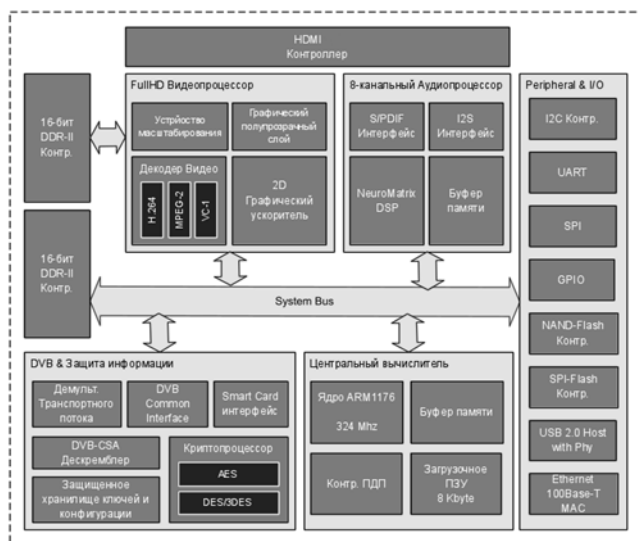 HDMI
Контроллер
16-бит
DDR-II
Контр.
16-бит
DDR-II
Контр.
FullHD Видеопроцессор
Устрйоство
масштабирования
Графический
полупрозрачный
слой
Декодер Видео
H.264
MPEG-2
VC-1
2D
Графический
ускоритель
8-канальный Аудиопроцессор
S/PDIF
Интерфейс
I2S
Интерфейс
NeuroMatrix
DSP
Буфер
памяти
Peripheral & I/O
I2C Контр.
UART
SPI
GPIO
NAND-Flash
Контр.
SPI-Flash
Контр.
USB 2.0 Host
with Phy
Ethernet
100Base-T
MAC
System Bus
DVB & Защита информации
Демульт.
Транспортного
потока
DVB
Common
Interface
Smart Card
интерфейс
DVB-CSA
Дескремблер
Защищенное
хранилище ключей и
конфигурации
Криптопроцессор
AES
DES/3DES
Центральный вычислитель
Ядро ARM1176
324 Mhz
Буфер памяти
Контр. ПДП
Загрузочное
ПЗУ
8 Kbyte